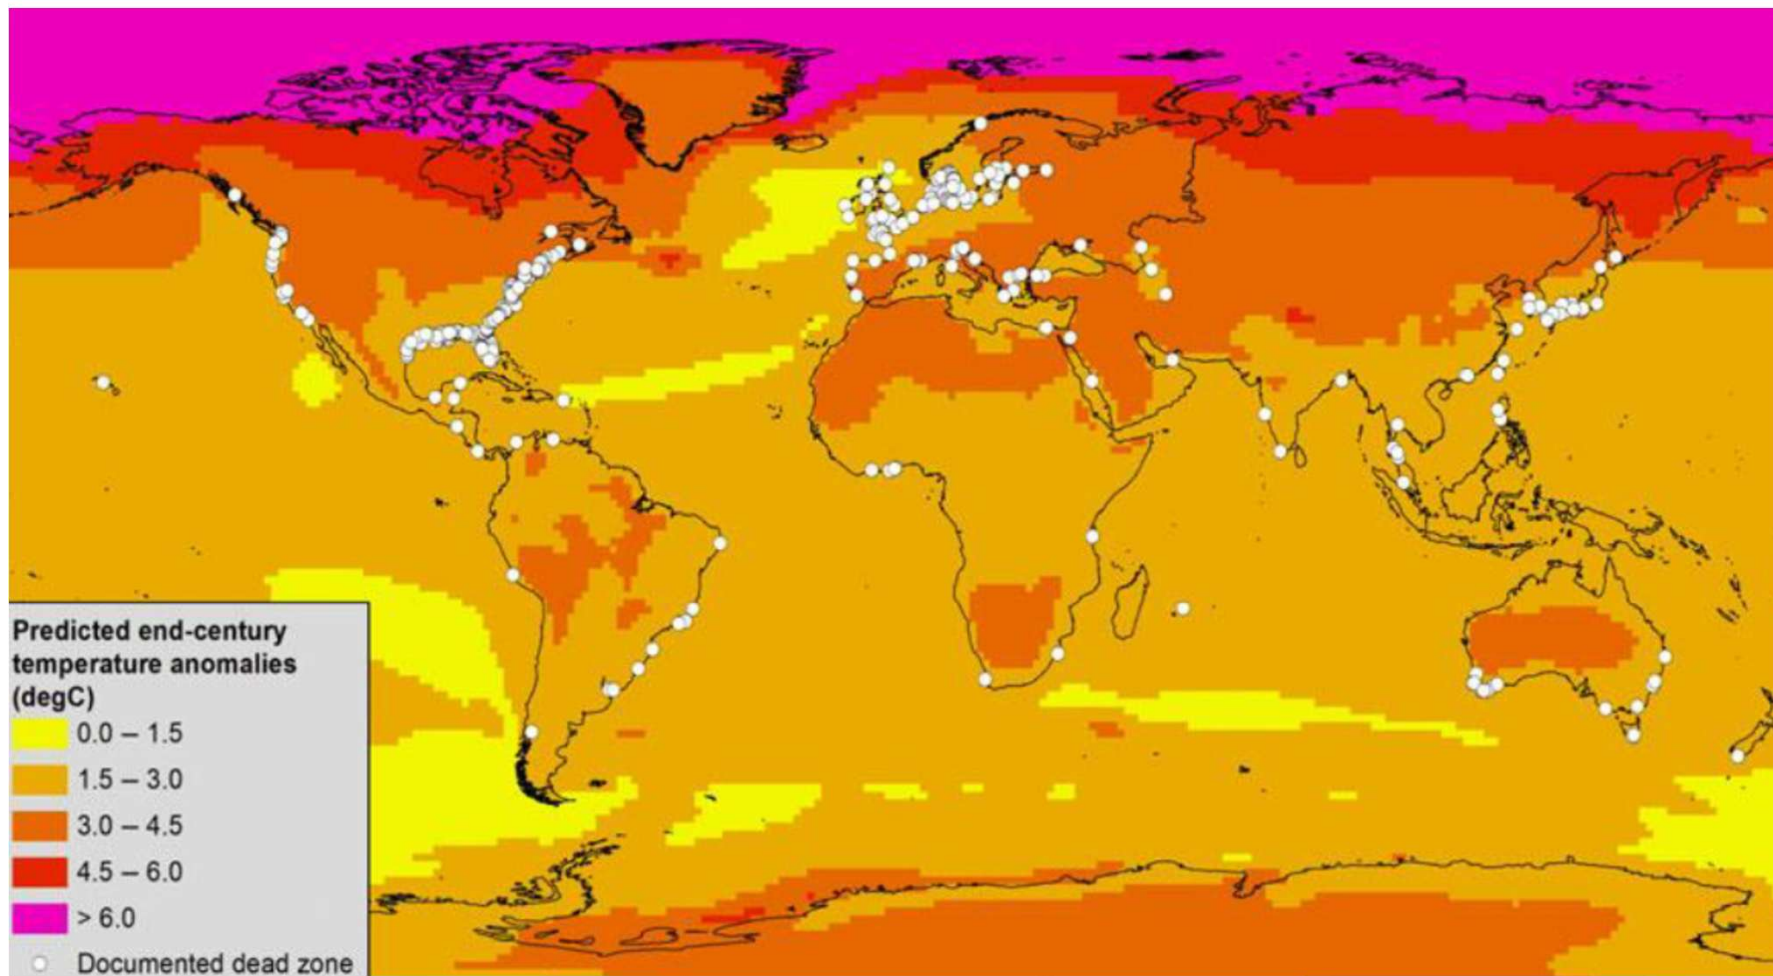 Predicted end-century
temperature anomalies
(degC)
0.0 – 1.5
1.5 – 3.0
3.0 – 4.5
4.5 – 6.0
> 6.0
Documented dead zone